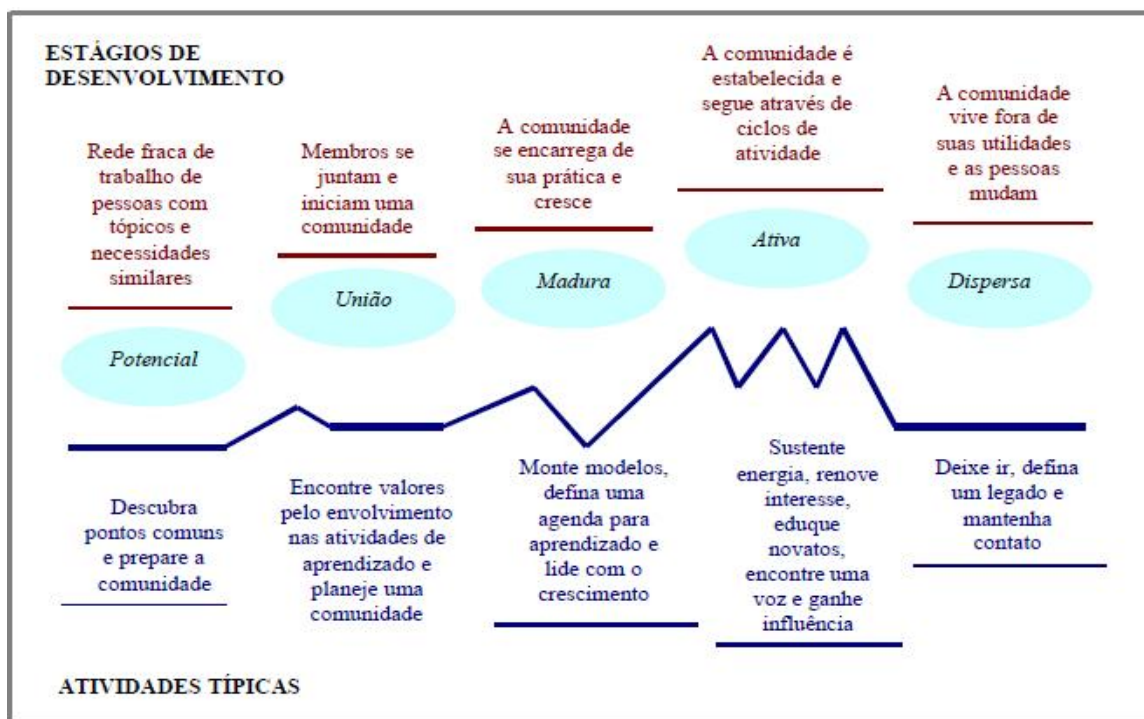 ESTÁGIOS DE
DESENVOLVIMENTO
Rede fraca de
trabalho de
pessoas com
tópicos e
necessidades
similares
Membros se
juntam e
iniciam uma
comunidade
A comunidade
se encarrega de
sua prática e
cresce
A comunidade é
estabelecida e
segue através de
ciclos de
atividade
A comunidade
vive fora de
suas utilidades
e as pessoas
mudam
Potencial
União
Madura
Ativa
Dispersa
Descubra
pontos comuns
e prepare a
comunidade
Encontre valores
pelo envolvimento
nas atividades de
aprendizado e
planeje uma
comunidade
Monte modelos,
defina uma
agenda para
aprendizado e
lide com o
crescimento
Sustente
energia, renove
interesse,
eduque
novatos,
encontre uma
voz e ganhe
influência
Deixe ir, defina
um legado e
mantenha
contato
ATIVIDADES TÍPICAS